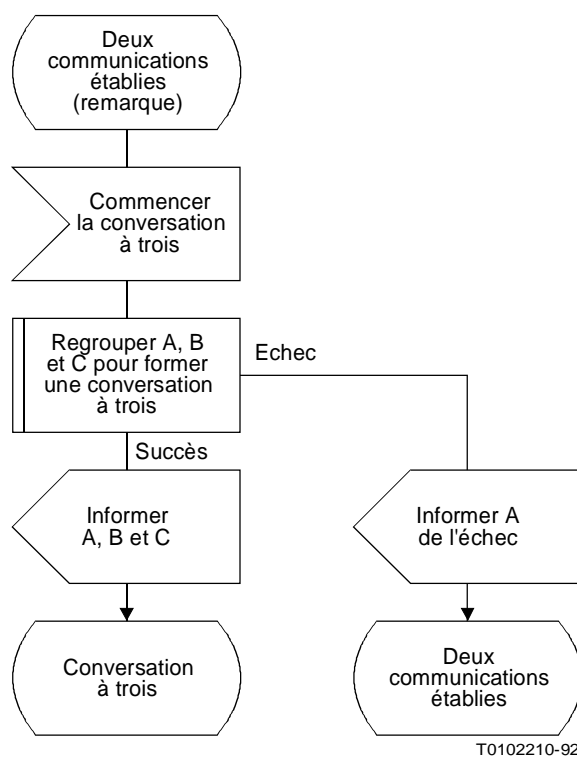 Deux
communications
établies
(remarque)
Commencer
la conversation
à trois
Regrouper A, B
et C pour former
une conversation
à trois
Echec
Succès
Informer
A, B et C
Informer A
de l'échec
Conversation
à trois
Deux
communications
établies
T0102210-92